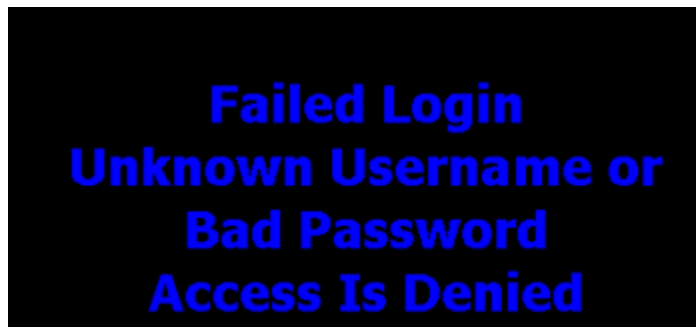 Failed Login
Unknown Username or
Bad Password
Access Is Denied